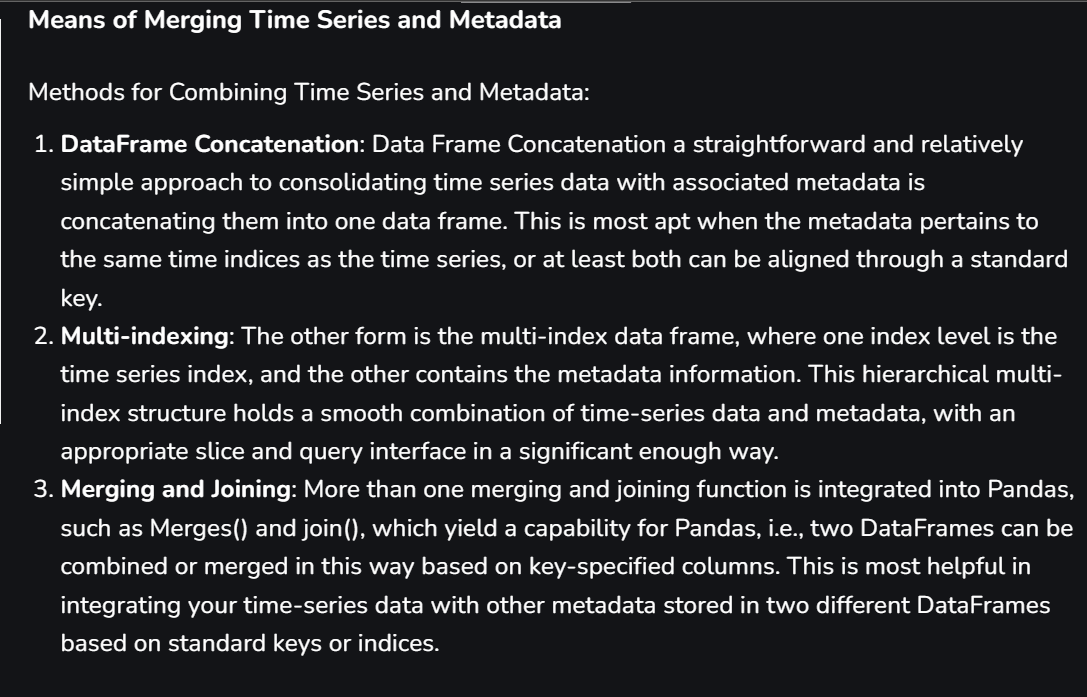 Means of Merging Time Series and Metadata
Methods for Combining Time Series and Metadata:
1. DataFrame Concatenation: Data Frame Concatenation a straightforward and relatively
simple approach to consolidating time series data with associated metadata is
concatenating them into one data frame. This is most apt when the metadata pertains to
the same time indices as the time series, or at least both can be aligned through a standard
key.
2. Multi-indexing: The other form is the multi-index data frame, where one index level is the
time series index, and the other contains the metadata information. This hierarchical multi-
index structure holds a smooth combination of time-series data and metadata, with an
appropriate slice and query interface in a significant enough way.
3. Merging and Joining: More than one merging and joining function is integrated into Pandas,
such as Merges() and join(), which yield a capability for Pandas, i.e., two DataFrames can be
combined or merged in this way based on key-specified columns. This is most helpful in
integrating your time-series data with other metadata stored in two different DataFrames
based on standard keys or indices.